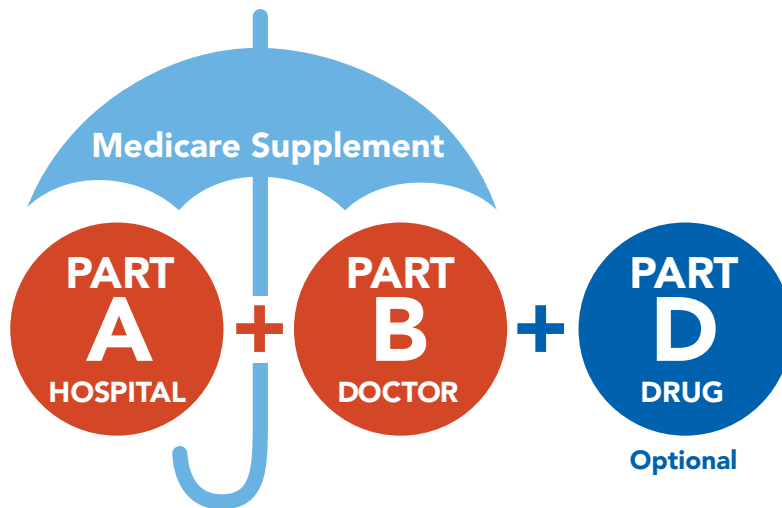 Medicare Supplement
PART
A
HOSPITAL
+
PART
B
DOCTOR
+
PART
D
DRUG
Optional